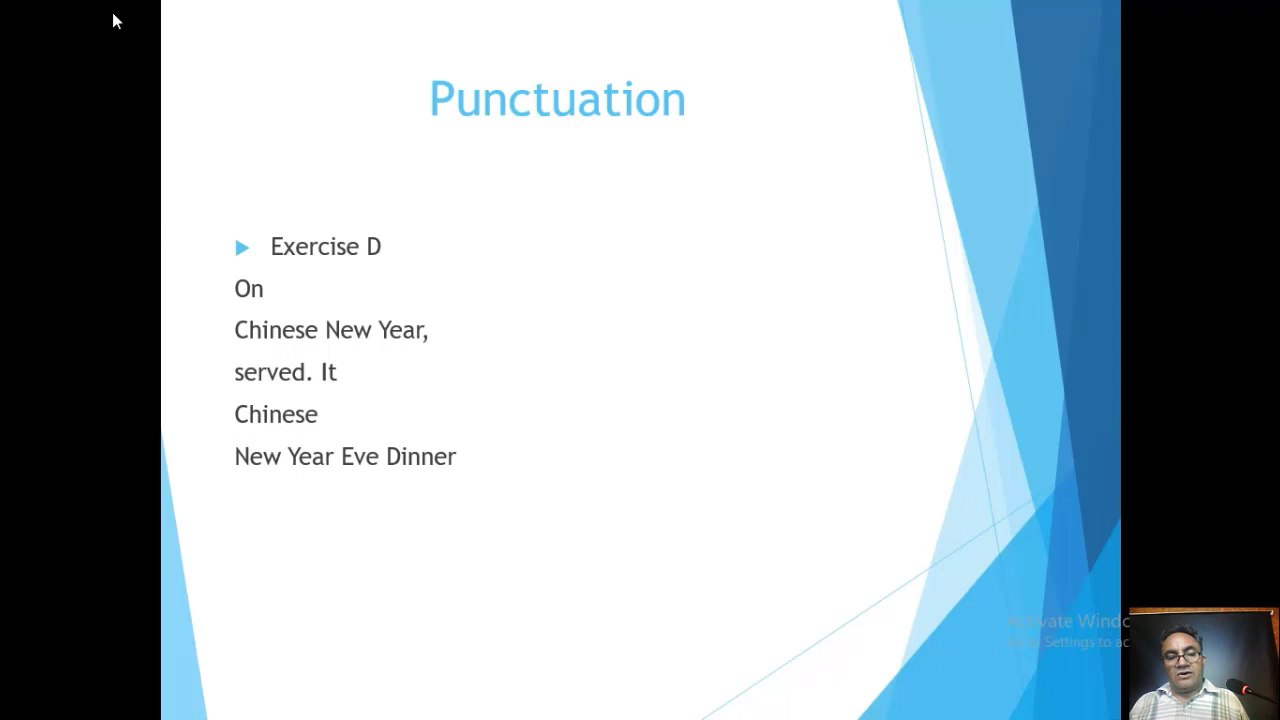 Punctuation
Exercise D
On
Chinese New Year,
served. It
Chinese
New Year Eve Dinner
Activate Windo
Settings to ac